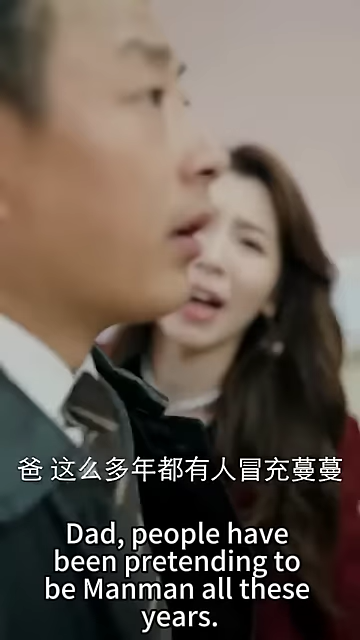 爸 这么多年都有人冒充蔓蔓
Dad, people have
been pretending to
be Manman all these
years.